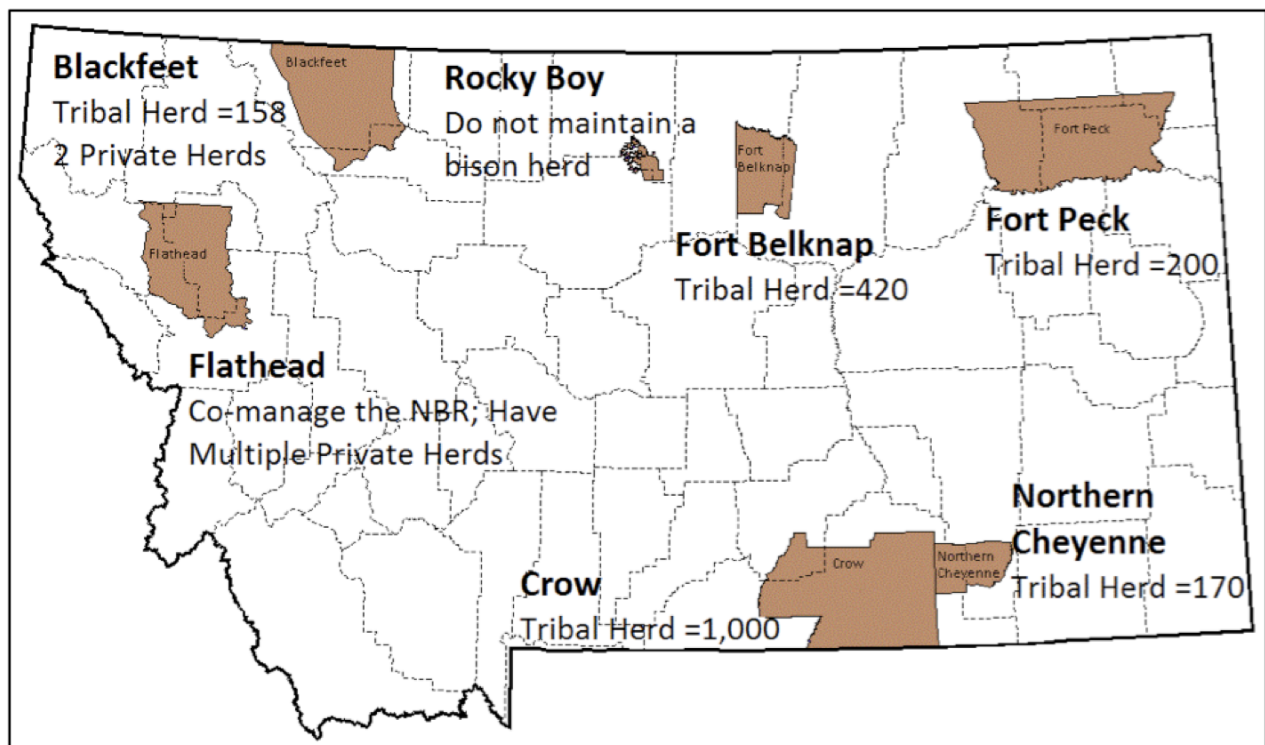 Blackfeet
Tribal Herd =158
2 Private Herds
Blackfeet
Rocky Boy
Do not maintain a
bison herd
Fort
Belknap
Fort Belknap
Tribal Herd =420
Fort Peck
Fort Peck
Tribal Herd =200
Flathead
Flathead
Co-manage the NBR; Have
Multiple Private Herds
Crow
Tribal Herd =1,000
Crow
Northern
Cheyenne
Northern
Cheyenne
Tribal Herd =170